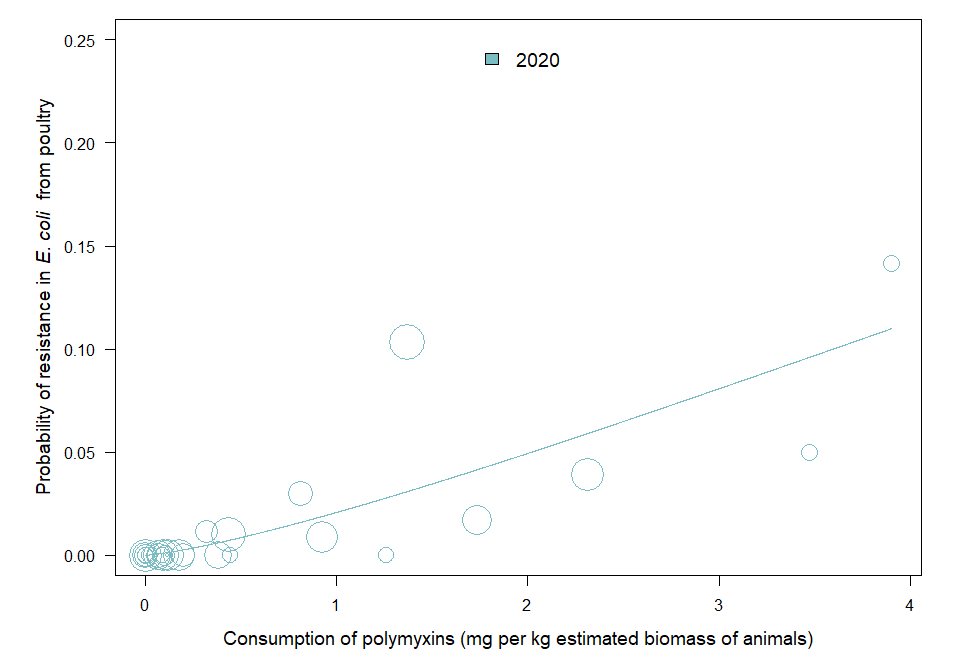 0.25
2020
0.20
0.15
0.10
0.05
0.00
Probability of resistance in E. coli from poultry
0 1 2 3 4
Consumption of polymyxins (mg per kg estimated biomass of animals)